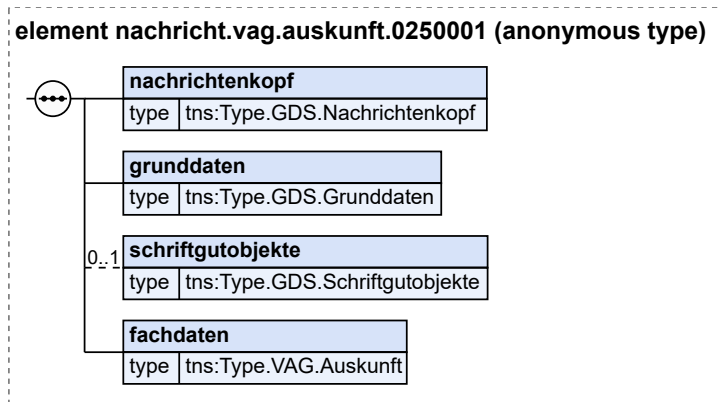 element nachricht.vag.auskunft.0250001 (anonymous type)
nachrichtenkopf
type tns:Type.GDS.Nachrichtenkopf
grunddaten
type tns:Type.GDS.Grunddaten
0..1 schriftgutobjekte
type tns:Type.GDS.Schriftgutobjekte
fachdaten
type tns:Type.VAG.Auskunft